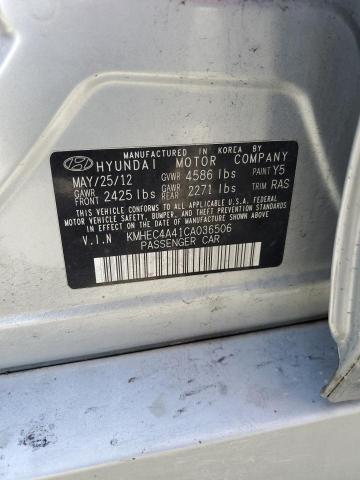 MANUFACTURED IN KOREA BY
HYUNDAI MOTOR COMPANY
MAY/25/12 GVWR 4586 lbs PAINT Y5
GAWR FRONT 2425 lbs GAWR REAR 2271 lbs TRIM RAS
THIS VEHICLE CONFORMS TO ALL APPLICABLE U.S.A. FEDERAL
MOTOR VEHICLE SAFETY, BUMPER, AND THEFT PREVENTION STANDARDS
IN EFFECT ON THE DATE OF MANUFACTURE SHOWN ABOVE.
V.I.N KMHEC4A41CA036506
PASSENGER CAR